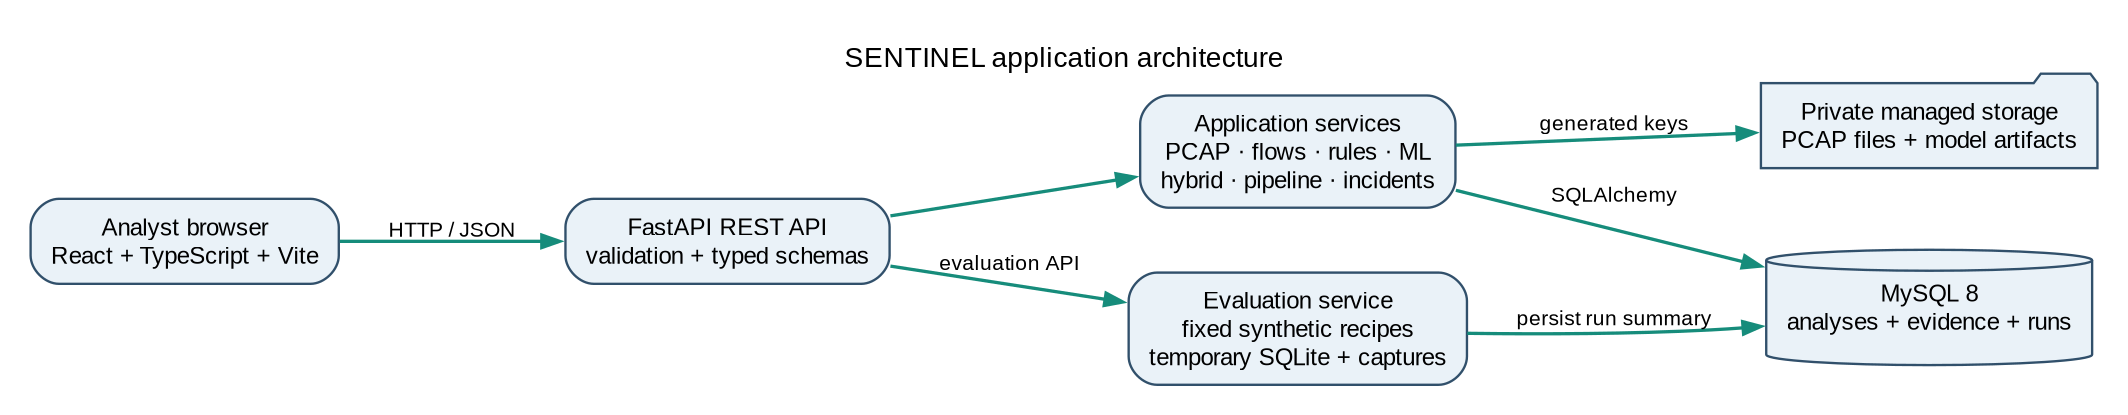 SENTINEL application architecture
Analyst browser
React + TypeScript + Vite
HTTP / JSON
FastAPI REST API
validation + typed schemas
evaluation API
Application services
PCAP · flows · rules · ML
hybrid · pipeline · incidents
Evaluation service
fixed synthetic recipes
temporary SQLite + captures
generated keys
SQLAlchemy
persist run summary
Private managed storage
PCAP files + model artifacts
MySQL 8
analyses + evidence + runs